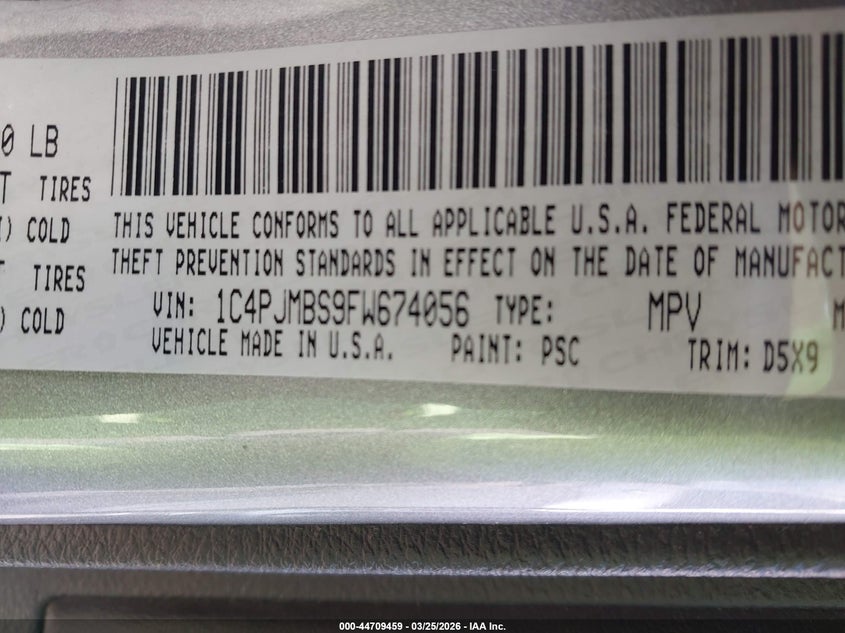 0 LB
T TIRES
) COLD
THIS VEHICLE CONFORMS TO ALL APPLICABLE U.S.A. FEDERAL MOTOR
THEFT PREVENTION STANDARDS IN EFFECT ON THE DATE OF MANUFACT
T TIRES
) COLD
VIN: 1C4PJMBS9FW674056 TYPE: MPV
VEHICLE MADE IN U.S.A. PAINT: PSC TRIM: D5X9
000-44709459 - 03/25/2026 - IAA Inc.